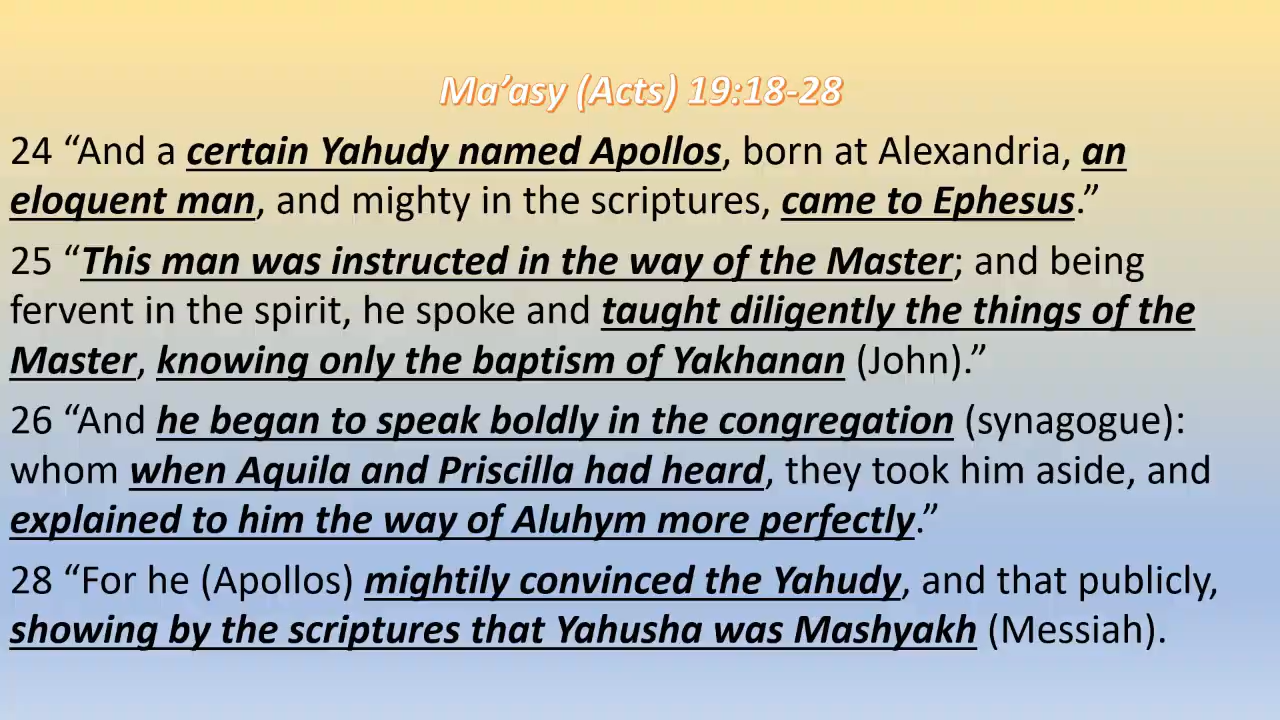 Ma’asy (Acts) 19:18-28
24 “And a certain Yahudy named Apollos, born at Alexandria, an
eloquent man, and mighty in the scriptures, came to Ephesus.”
25 “This man was instructed in the way of the Master; and being
fervent in the spirit, he spoke and taught diligently the things of the
Master, knowing only the baptism of Yakhanan (John).”
26 “And he began to speak boldly in the congregation (synagogue):
whom when Aquila and Priscilla had heard, they took him aside, and
explained to him the way of Aluhym more perfectly.”
28 “For he (Apollos) mightily convinced the Yahudy, and that publicly,
showing by the scriptures that Yahusha was Mashyakh (Messiah).